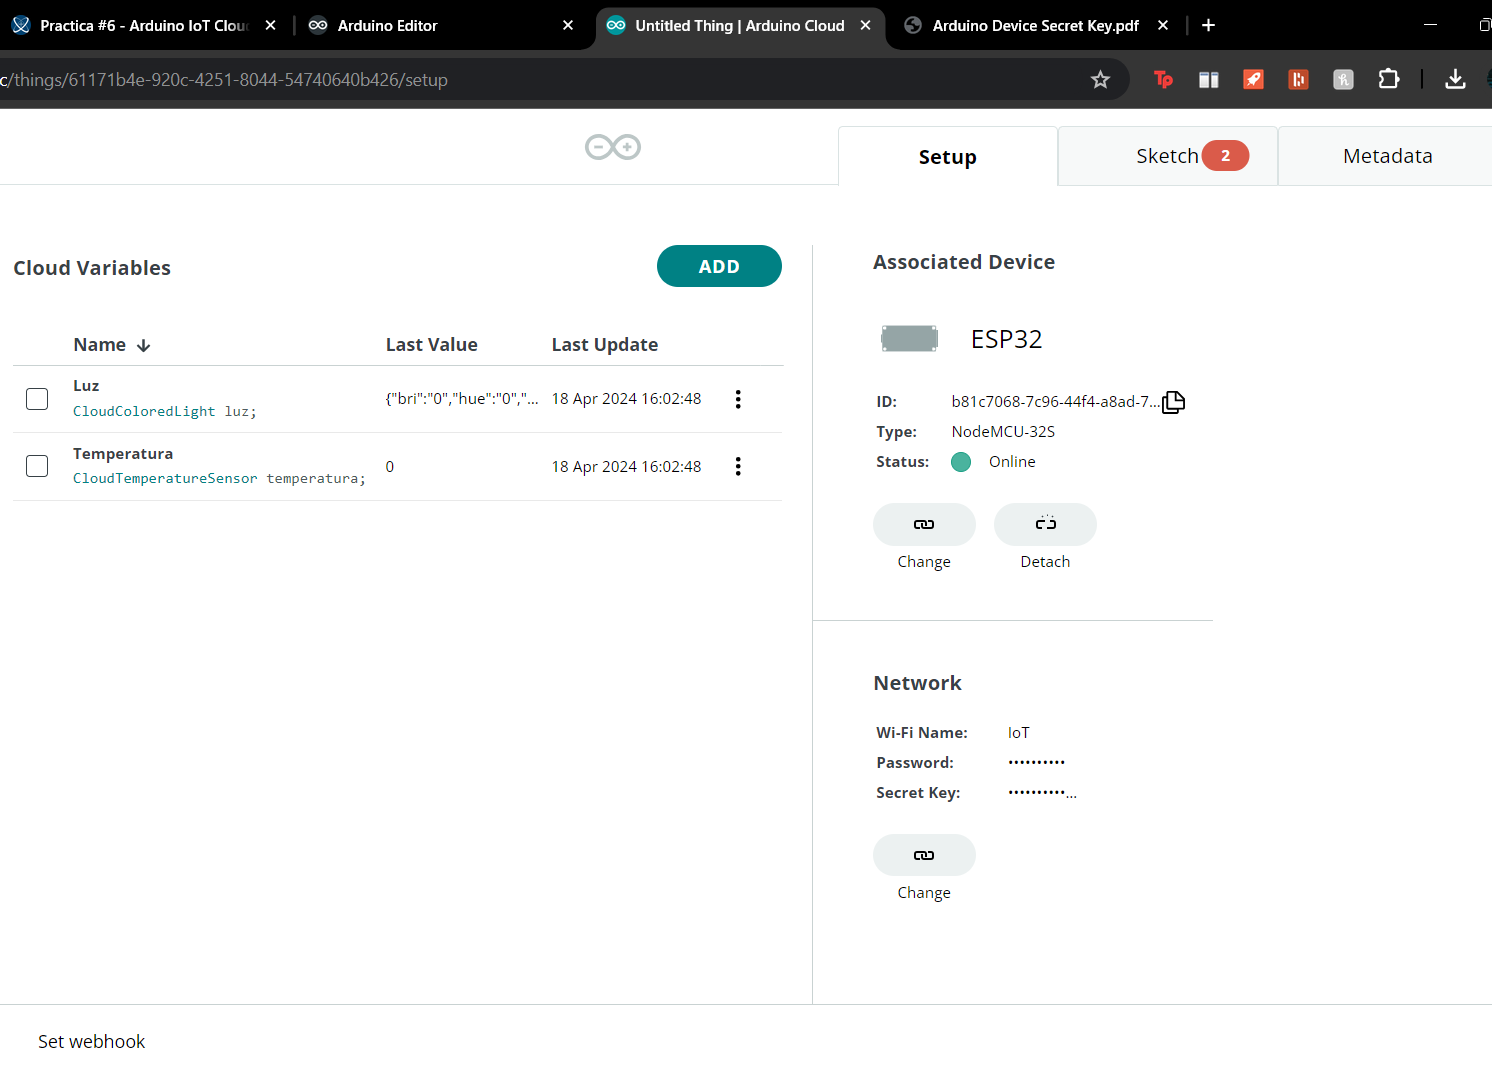 Practica #6 - Arduino IoT Clou
Arduino Editor
Untitled Thing | Arduino Cloud
Arduino Device Secret Key.pdf
c/things/61171b4e-920c-4251-8044-54740640b426/setup
Setup
Sketch 2
Metadata
Cloud Variables
ADD
Name Last Value Last Update
Luz
CloudColoredLight luz;
{"bri":"0","hue":"0","...
18 Apr 2024 16:02:48
Temperatura
CloudTemperatureSensor temperatura;
0
18 Apr 2024 16:02:48
Associated Device
ESP32
ID: b81c7068-7c96-44f4-a8ad-7...
Type: NodeMCU-32S
Status: Online
Change
Detach
Network
Wi-Fi Name: IoT
Password: ••••••••••
Secret Key: ••••••••••...
Change
Set webhook